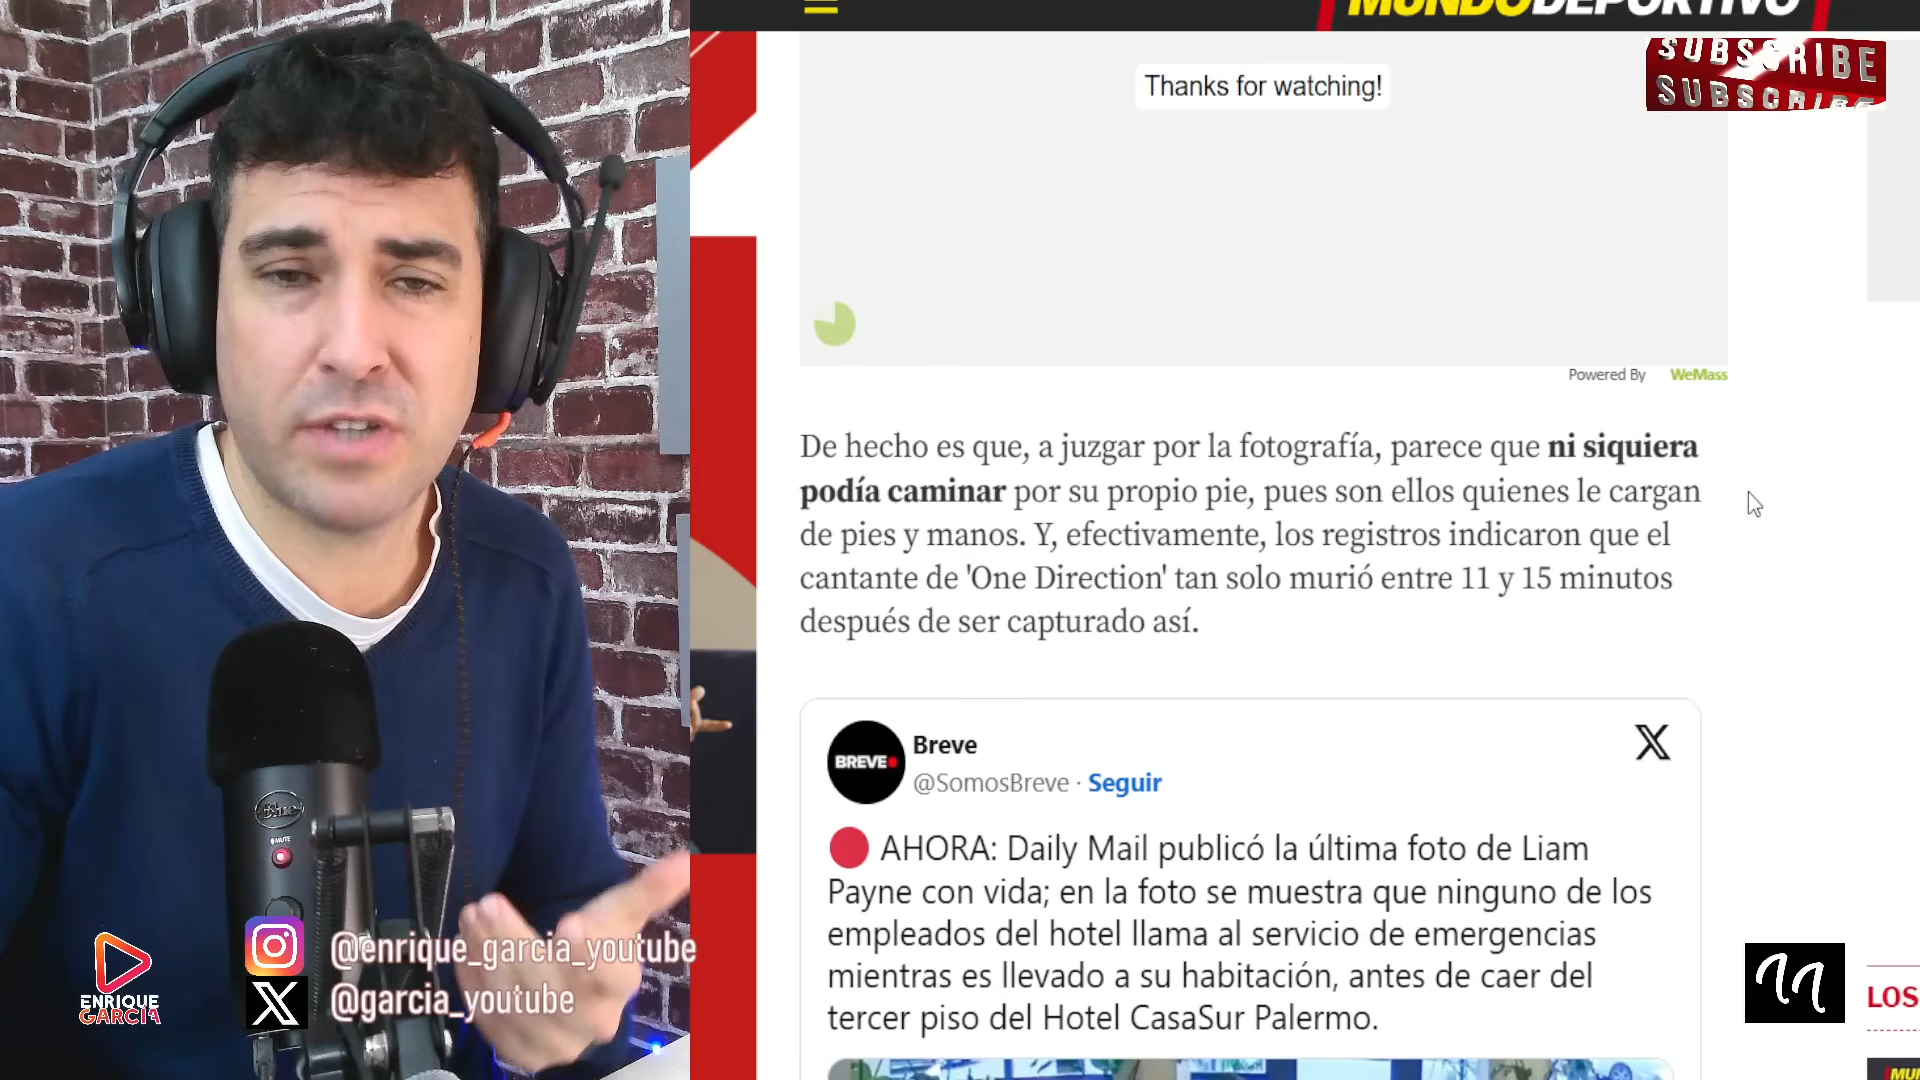 MUNDODEPORTIVO
SUBSCRIBE
SUBSCRIBE
Thanks for watching!
Powered By WeMass
De hecho es que, a juzgar por la fotografía, parece que ni siquiera
podía caminar por su propio pie, pues son ellos quienes le cargan
de pies y manos. Y, efectivamente, los registros indicaron que el
cantante de 'One Direction' tan solo murió entre 11 y 15 minutos
después de ser capturado así.
BREVE
Breve
@SomosBreve · Seguir
AHORA: Daily Mail publicó la última foto de Liam
Payne con vida; en la foto se muestra que ninguno de los
empleados del hotel llama al servicio de emergencias
mientras es llevado a su habitación, antes de caer del
tercer piso del Hotel CasaSur Palermo.
Blue
MUTE
ENRIQUE
GARCIA
@enrique_garcia_youtube
@garcia_youtube
LOS